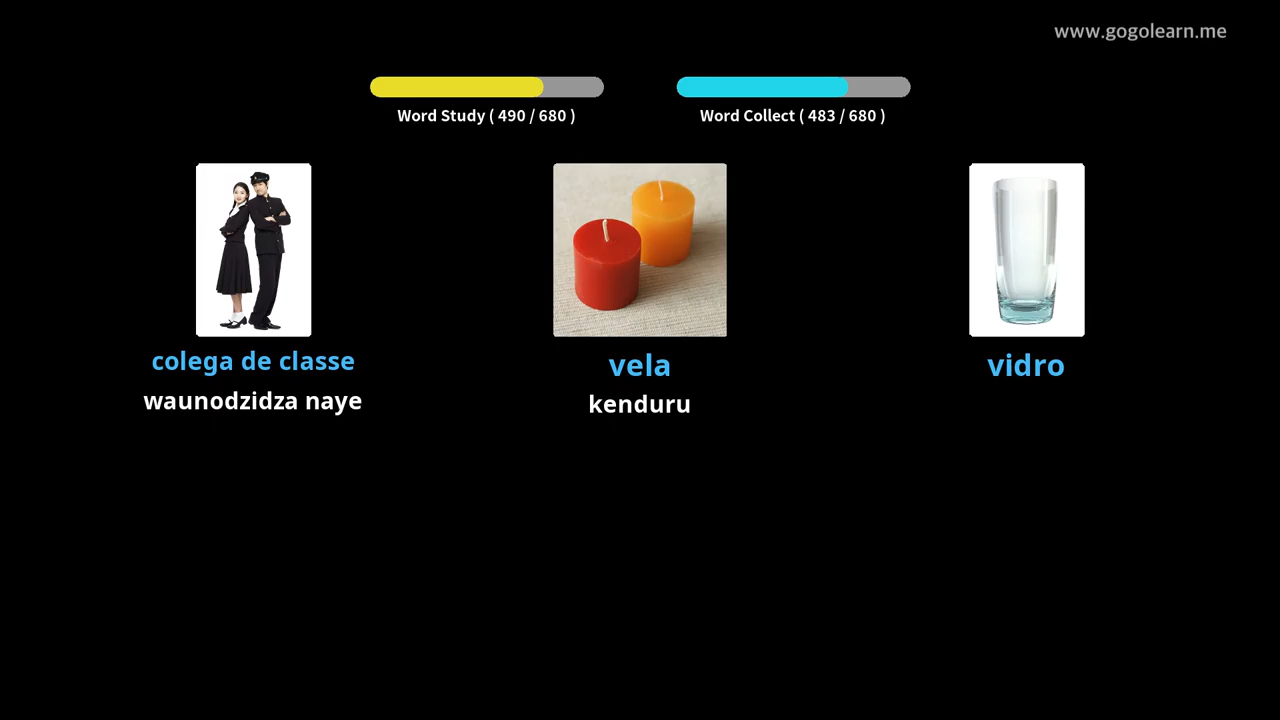 www.gogolearn.me
Word Study ( 490 / 680 )
Word Collect ( 483 / 680 )
colega de classe
waunodzidza naye
vela
kenduru
vidro